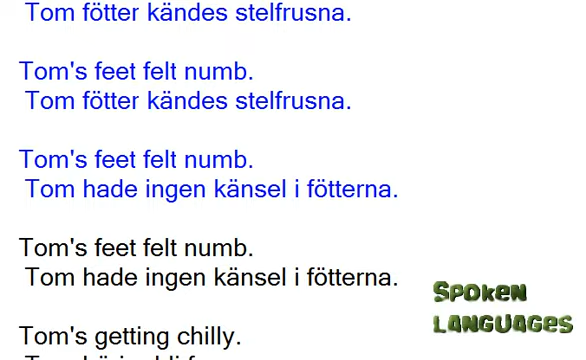 Tom fötter kändes stelfrusna.
Tom's feet felt numb.
Tom fötter kändes stelfrusna.
Tom's feet felt numb.
Tom hade ingen känsel i fötterna.
Tom's feet felt numb.
Tom hade ingen känsel i fötterna.
Tom's getting chilly.
SPOKEN
LANGUAGES